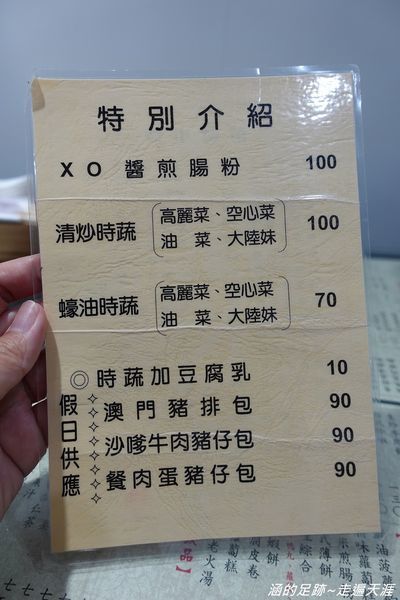 特別介紹
XO醬煎腸粉 100
清炒時蔬 高麗菜、空心菜 油菜、大陸妹 100
蠔油時蔬 高麗菜、空心菜 油菜、大陸妹 70
◎時蔬加豆腐乳 10
假日供應
澳門豬排包 90
沙嗲牛肉豬仔包 90
餐肉蛋豬仔包 90
涵的足跡~走遍天涯